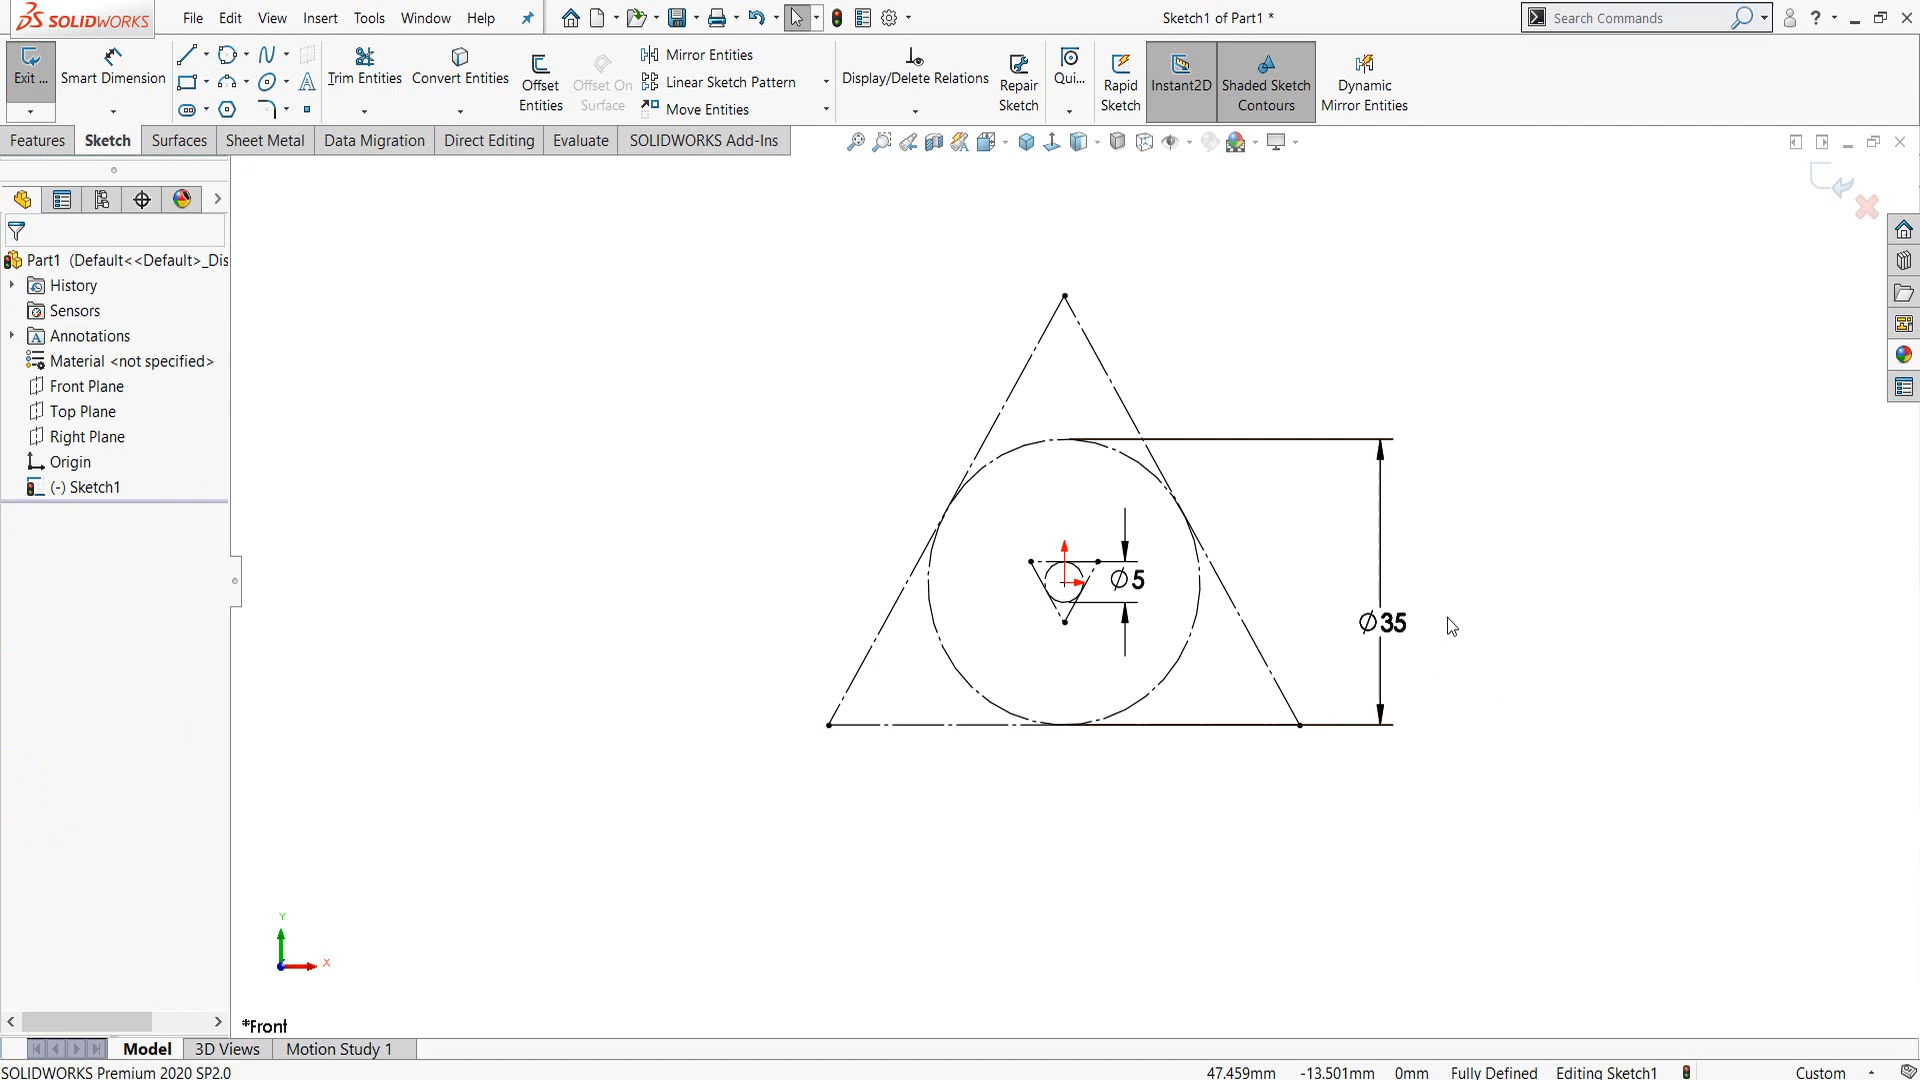 SOLIDWORKS File Edit View Insert Tools Window Help Sketch1 of Part1 * Search Commands ?
Exit ... Smart Dimension Trim Entities Convert Entities Offset Entities Offset On Surface Mirror Entities Display/Delete Relations Repair Sketch Qui... Rapid Sketch Instant2D Shaded Sketch Contours Dynamic Mirror Entities
Linear Sketch Pattern
Move Entities
Features Sketch Surfaces Sheet Metal Data Migration Direct Editing Evaluate SOLIDWORKS Add-Ins
Part1 (Default<<Default>_Dis
History
Sensors
Annotations
Material <not specified>
Front Plane
Top Plane
Right Plane
Origin
(-) Sketch1
∅5
∅35
Y
X
*Front
Model 3D Views Motion Study 1
SOLIDWORKS Premium 2020 SP2.0 47.459mm -13.501mm 0mm Fully Defined Editing Sketch1 Custom